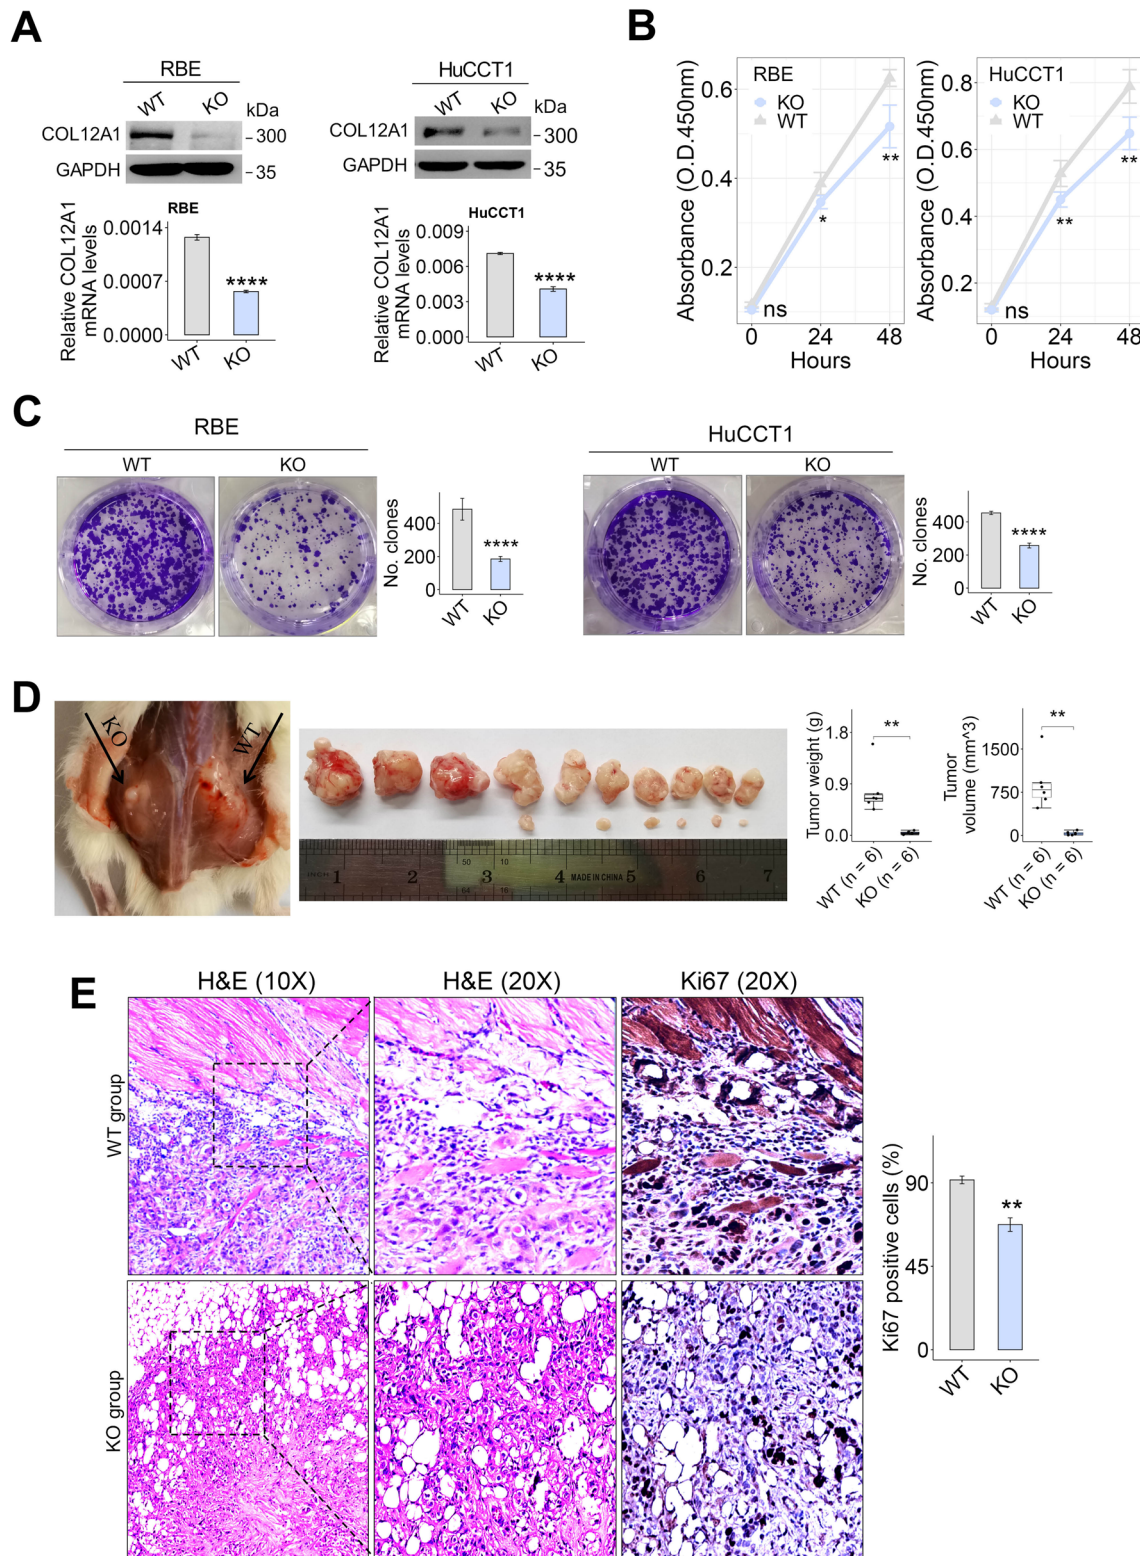 A
RBE
WT KO
kDa
COL12A1
300
GAPDH
35
HuCCT1
WT KO
kDa
COL12A1
300
GAPDH
35
Relative COL12A1
mRNA levels
RBE
0.0014
0.0007
0.0000
****
WT
KO
Relative COL12A1
mRNA levels
HuCCT1
0.009
0.006
0.003
0.000
****
WT
KO
B
Absorbance (O.D.450nm)
RBE
KO
WT
0.6
0.4
0.2
ns
*
**
0 24 48
Hours
Absorbance (O.D.450nm)
HuCCT1
KO
WT
0.8
0.6
0.4
0.2
ns
**
**
0 24 48
Hours
C
RBE
WT KO
No. clones
400
200
0
****
WT
KO
HuCCT1
WT KO
No. clones
400
200
0
****
WT
KO
D
KO
WT
1 2 3 4 5 6 7
MADE IN CHINA
50 10
Tumor weight (g)
1.8
0.9
0.0
**
WT (n = 6)
KO (n = 6)
Tumor
volume (mm^3)
1500
750
0
**
WT (n = 6)
KO (n = 6)
E
H&E (10X) H&E (20X) Ki67 (20X)
WT group
KO group
Ki67 positive cells (%)
90
45
0
**
WT
KO